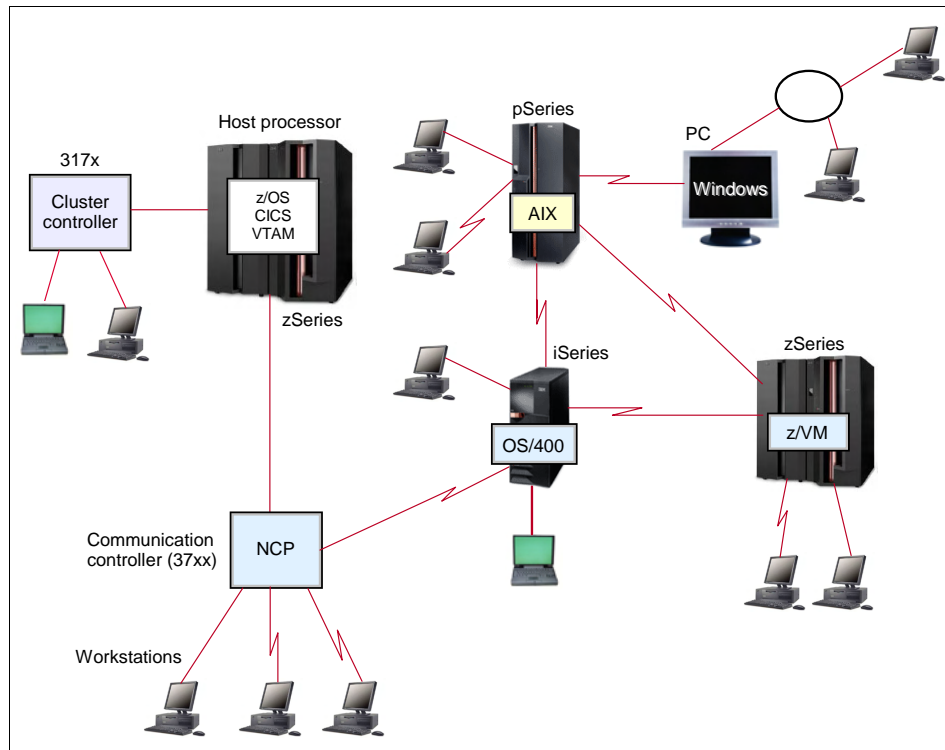 pSeries
Host processor
PC
317x
Cluster
controller
z/OS
CICS
VTAM
AIX
Windows
zSeries
iSeries
zSeries
OS/400
z/VM
Communication
controller (37xx)
NCP
Workstations